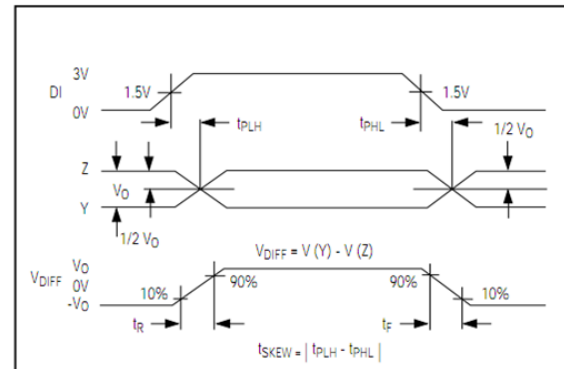 3V
DI 1.5V 1.5V
0V
tPLH tPHL 1/2 VO
Z
VO
Y
1/2 VO
VDIFF = V (Y) - V (Z)
VO
VDIFF 0V 90% 90%
-VO 10% 10%
tR tF
tSKEW = | tPLH - tPHL |